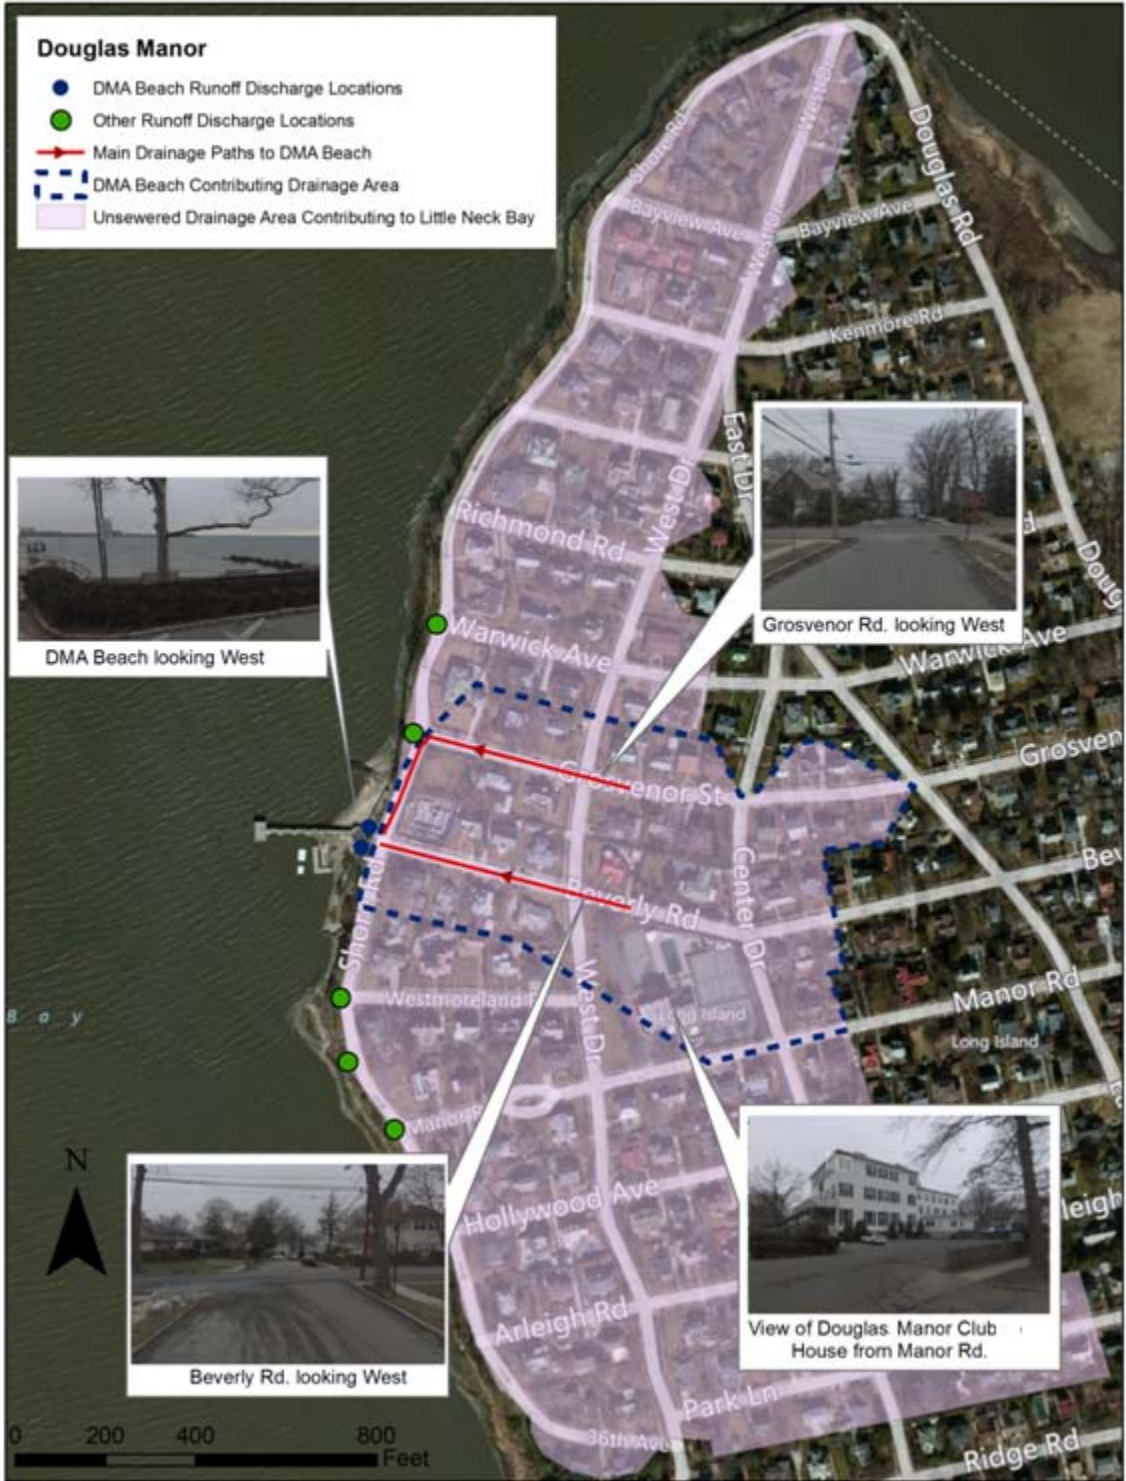 Douglas Manor
DMA Beach Runoff Discharge Locations
Other Runoff Discharge Locations
Main Drainage Paths to DMA Beach
DMA Beach Contributing Drainage Area
Unsewered Drainage Area Contributing to Little Neck Bay
West Dr
Shore Rd
Douglas Rd
Bayview Ave
Bayview Ave
West Dr
Kenmore Rd
East Dr
West Dr
Richmond Rd
d
Doug
Grosvenor Rd. looking West
Warwick Ave
Warwick Ave
DMA Beach looking West
Grosven
Grosvenor St
Center Dr
Bev
Beverly Rd
Shore Rd
West Dr
Manor Rd
Westmoreland
Long Island
Long Island
Bay
Manor
N
Hollywood Ave
leigh
Arleigh Rd
View of Douglas Manor Club
House from Manor Rd.
Beverly Rd. looking West
Park Ln
36th Ave
Ridge Rd
0 200 400 800
Feet